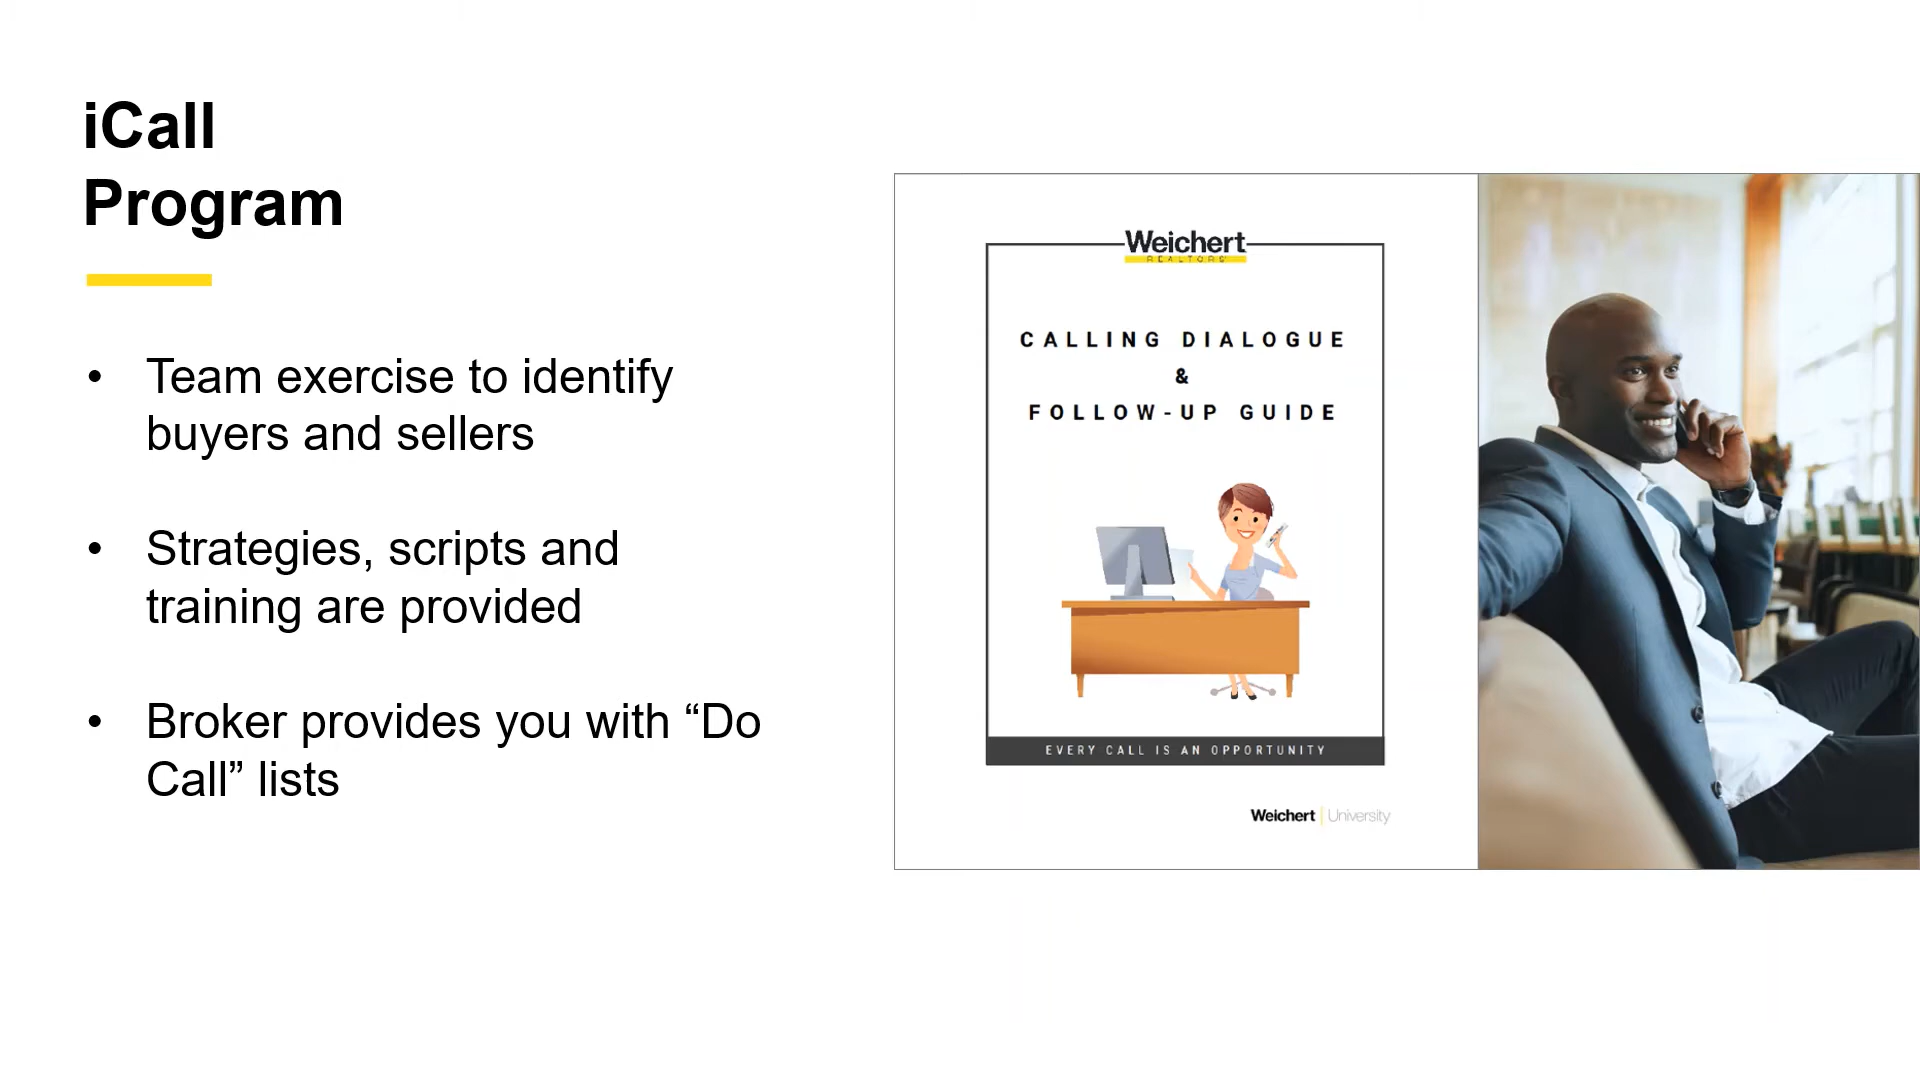 iCall
Program
• Team exercise to identify
buyers and sellers
• Strategies, scripts and
training are provided
• Broker provides you with “Do
Call” lists
Weichert
REALTORS®
CALLING DIALOGUE
&
FOLLOW-UP GUIDE
EVERY CALL IS AN OPPORTUNITY
Weichert | University